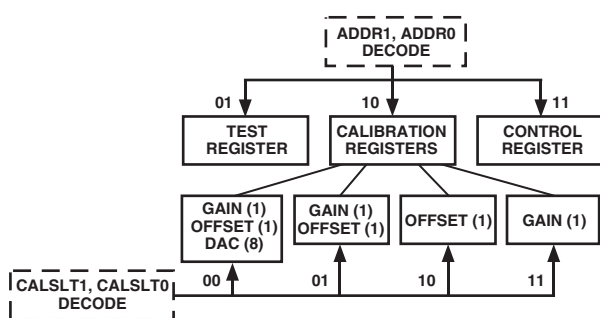 ADDR1, ADDR0
DECODE
01
10
11
TEST
REGISTER
CALIBRATION
REGISTERS
CONTROL
REGISTER
GAIN (1)
OFFSET (1)
DAC (8)
GAIN (1)
OFFSET (1)
OFFSET (1)
GAIN (1)
CALSLT1, CALSLT0
DECODE
00
01
10
11